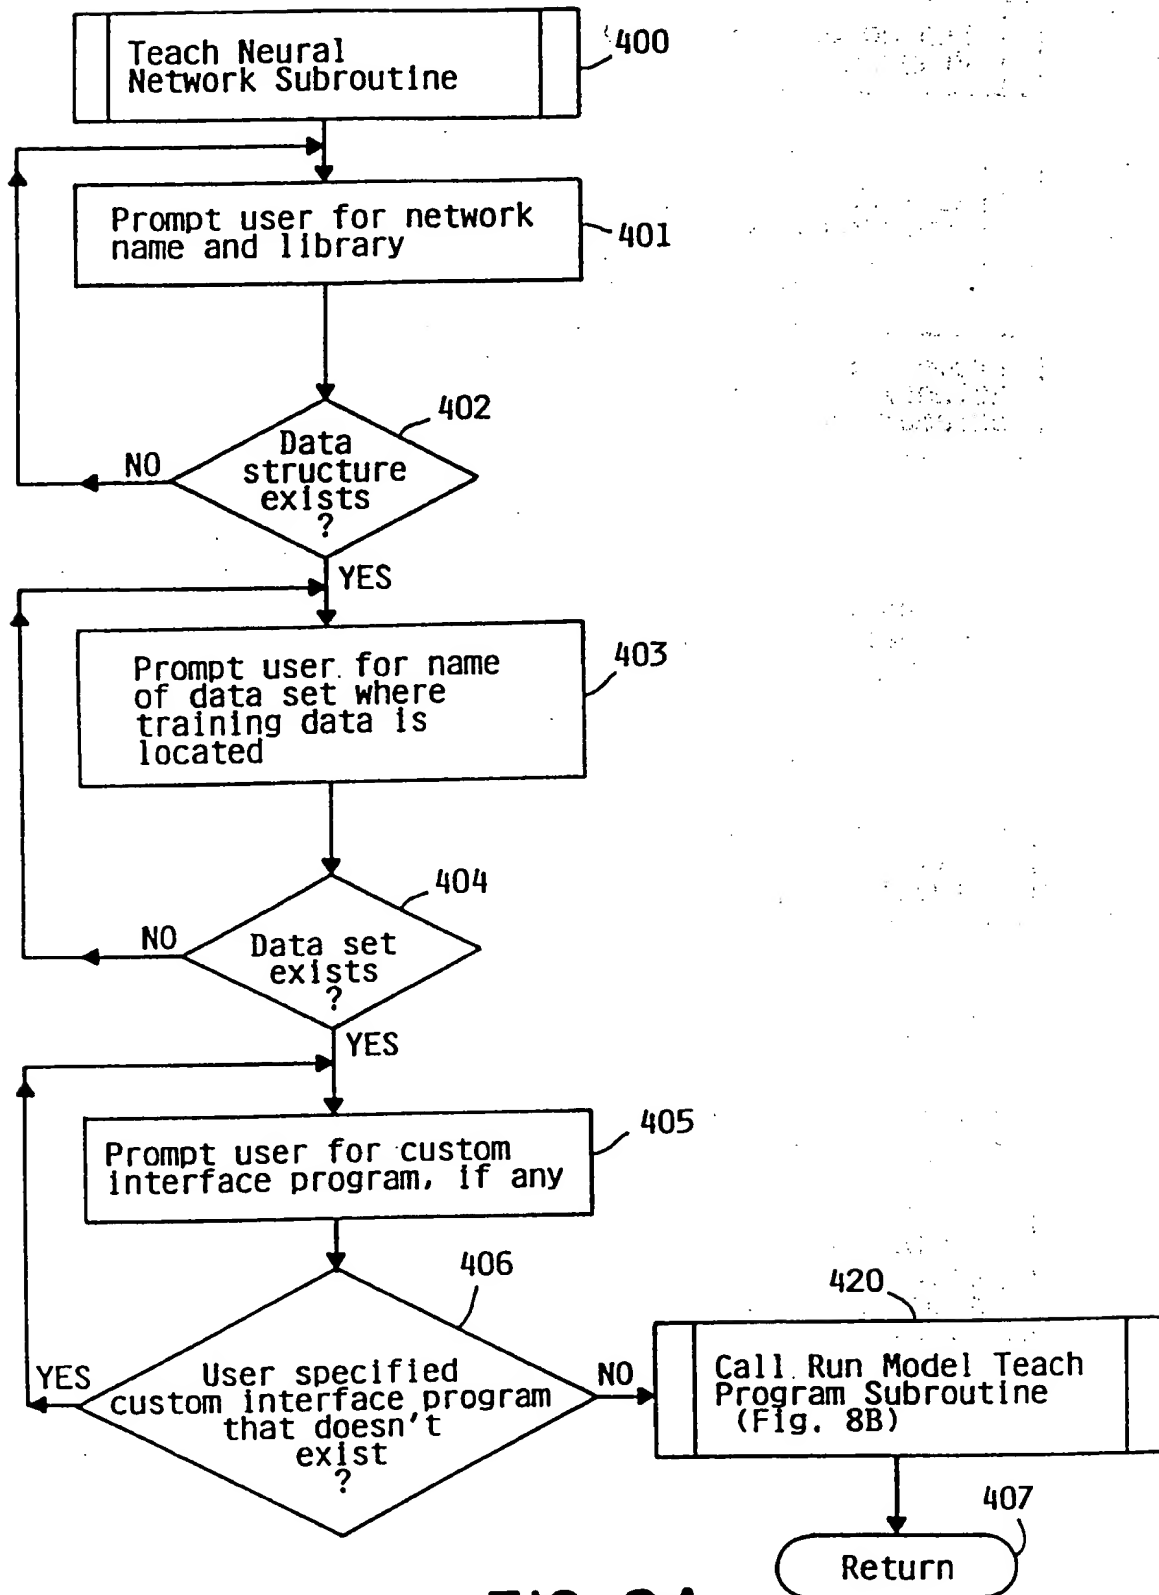 Teach Neural
Network Subroutine
400
Prompt user for network
name and library
401
402
Data
structure
exists
?
NO
YES
Prompt user for name
of data set where
training data is
located
403
404
Data set
exists
?
NO
YES
Prompt user for custom
interface program, if any
405
406
User specified
custom interface program
that doesn't
exist
?
YES
NO
420
Call Run Model Teach
Program Subroutine
(Fig. 8B)
407
Return